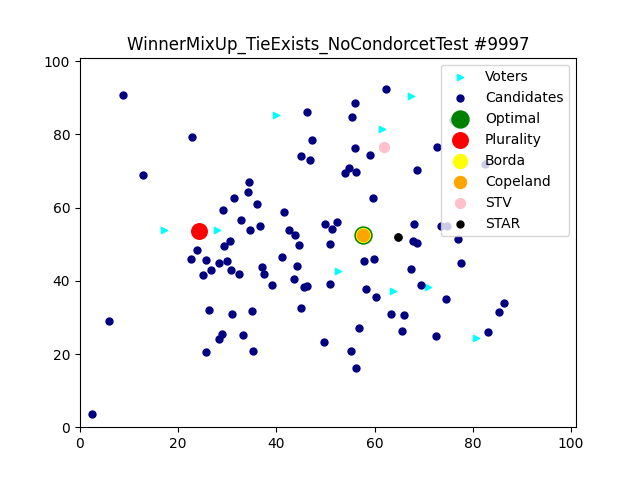 WinnerMixUp_TieExists_NoCondorcetTest #9997
100
80
60
40
20
0
0
20
40
60
80
100
Voters
Candidates
Optimal
Plurality
Borda
Copeland
STV
STAR